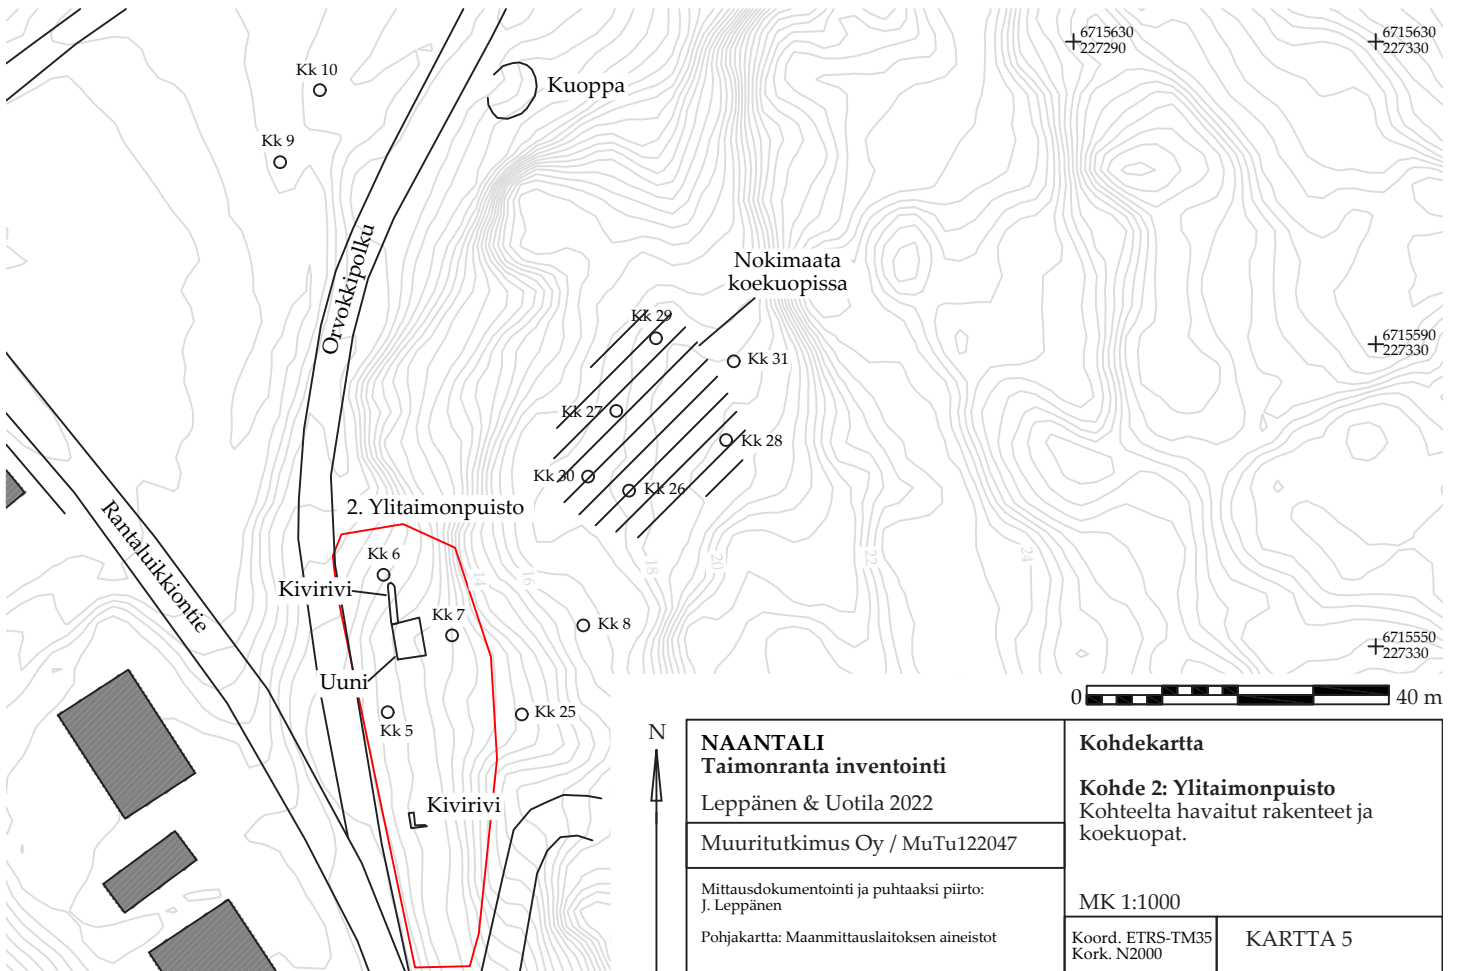 6715630
227290
6715630
227330
Kk 10
Kuoppa
Kk 9
Orvokkipolku
Nokimaata
koekuopissa
Kk 29
Kk 31
6715590
227330
Kk 27
Kk 28
Kk 30
Kk 26
2. Ylitaimonpuisto
Rantaluikkiontie
Kk 6
14
16
18
20
22
24
Kivirivi
Kk 7
Kk 8
6715550
227330
Uuni
Kk 5
Kk 25
0
40 m
Kivirivi
N
NAANTALI
Taimonranta inventointi
Leppänen & Uotila 2022
Muuritutkimus Oy / MuTu122047
Mittausdokumentointi ja puhtaaksi piirto:
J. Leppänen
Pohjakartta: Maanmittauslaitoksen aineistot
Kohdekartta
Kohde 2: Ylitaimonpuisto
Kohteelta havaitut rakenteet ja
koekuopat.
MK 1:1000
Koord. ETRS-TM35
Kork. N2000
KARTTA 5